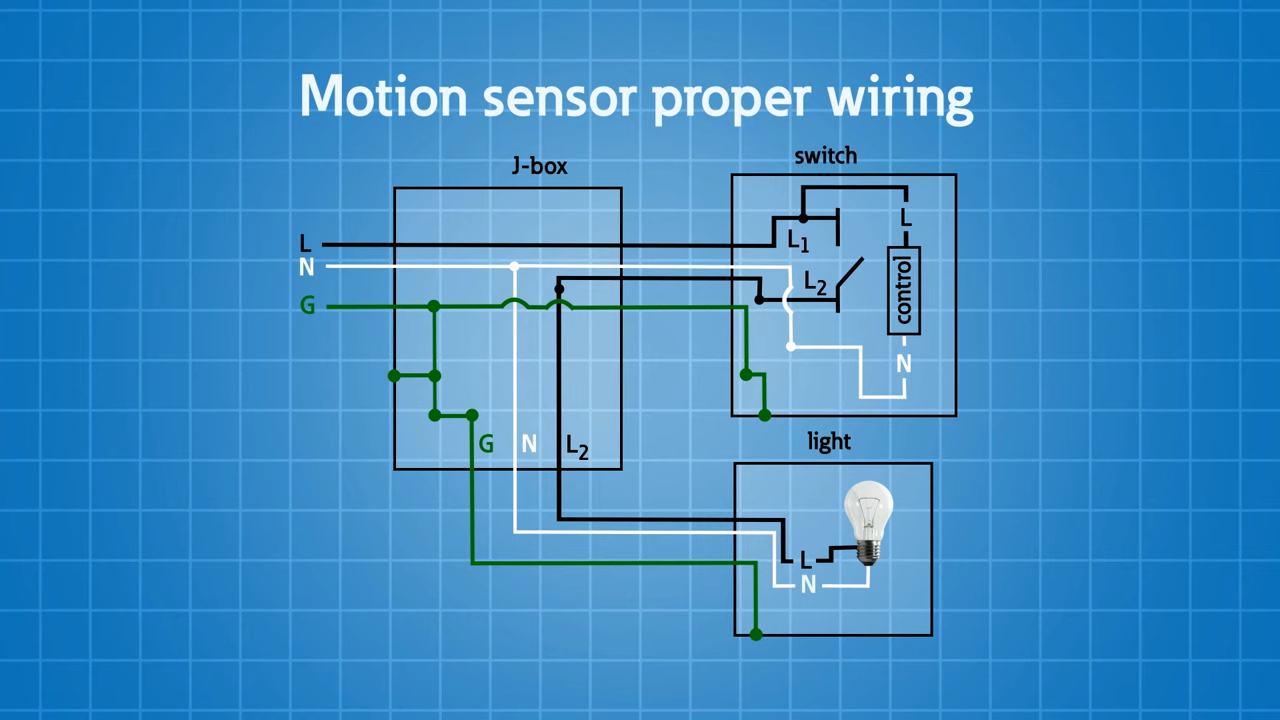 Motion sensor proper wiring
J-box
switch
L
N
G
L1
L2
L
control
N
G
N
L2
light
L
N